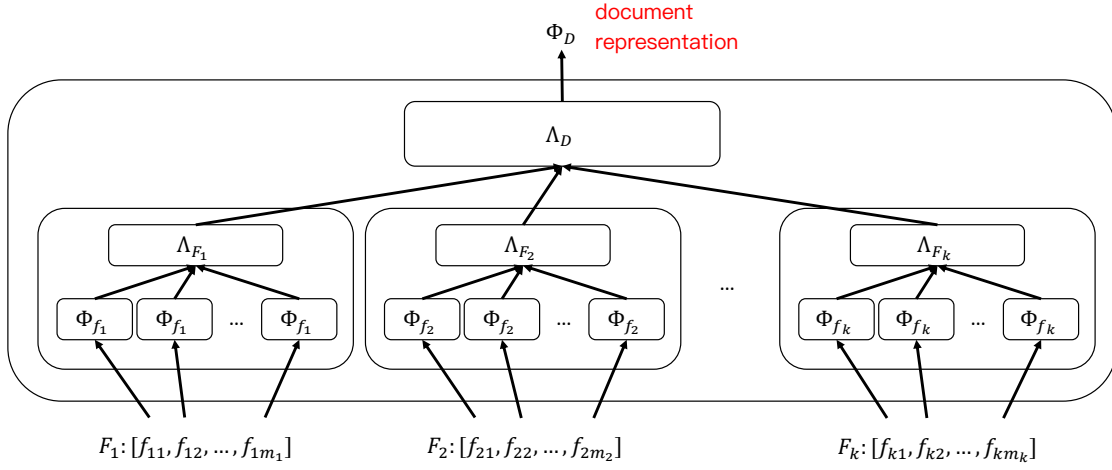 document
representation
Φ_D
Λ_D
Λ_{F_1} Λ_{F_2} Λ_{F_k}
...
Φ_{f_1} Φ_{f_1} ... Φ_{f_1} Φ_{f_2} Φ_{f_2} ... Φ_{f_2} Φ_{f_k} Φ_{f_k} ... Φ_{f_k}
F_1: [f_{11}, f_{12}, ..., f_{1m_1}] F_2: [f_{21}, f_{22}, ..., f_{2m_2}] F_k: [f_{k1}, f_{k2}, ..., f_{km_k}]